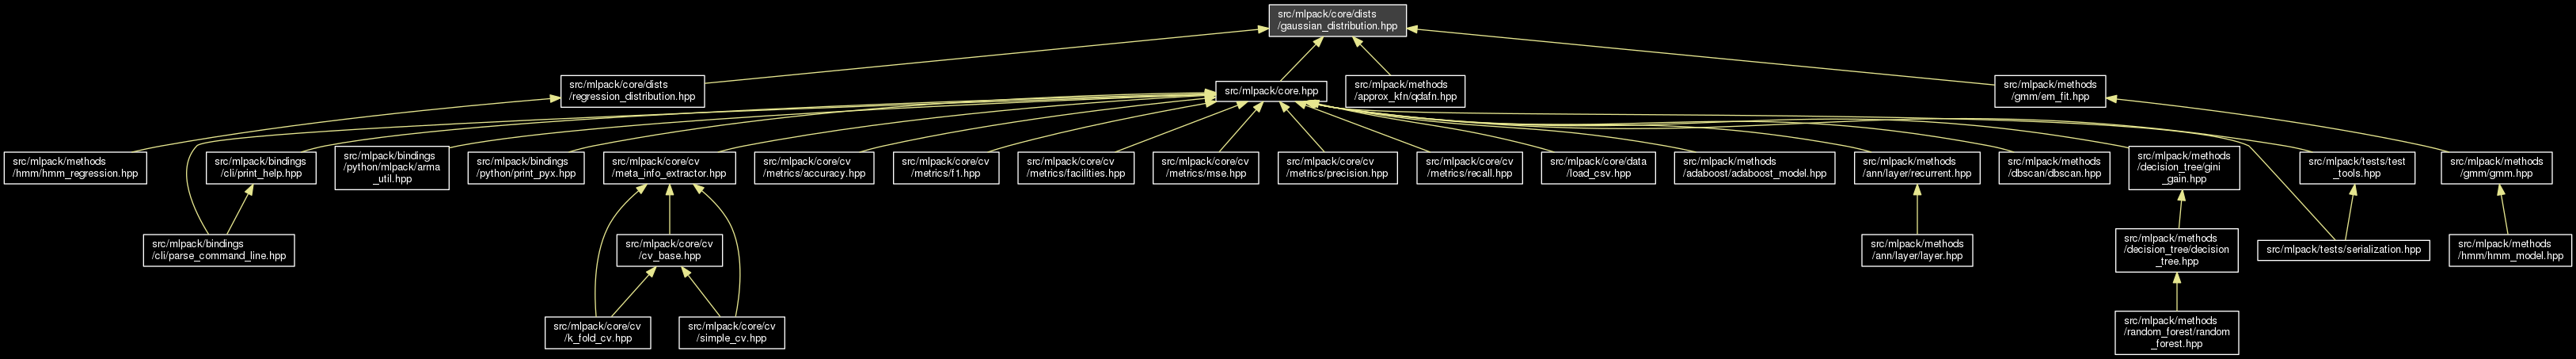 src/mlpack/core/dists
/gaussian_distribution.hpp
src/mlpack/core/dists
/regression_distribution.hpp
src/mlpack/core.hpp
src/mlpack/methods
/approx_kfn/qdafn.hpp
src/mlpack/methods
/gmm/em_fit.hpp
src/mlpack/methods
/hmm/hmm_regression.hpp
src/mlpack/bindings
/cli/print_help.hpp
src/mlpack/bindings
/python/mlpack/arma
_util.hpp
src/mlpack/bindings
/python/print_pyx.hpp
src/mlpack/core/cv
/meta_info_extractor.hpp
src/mlpack/core/cv
/metrics/accuracy.hpp
src/mlpack/core/cv
/metrics/f1.hpp
src/mlpack/core/cv
/metrics/facilities.hpp
src/mlpack/core/cv
/metrics/mse.hpp
src/mlpack/core/cv
/metrics/precision.hpp
src/mlpack/core/cv
/metrics/recall.hpp
src/mlpack/core/data
/load_csv.hpp
src/mlpack/methods
/adaboost/adaboost_model.hpp
src/mlpack/methods
/ann/layer/recurrent.hpp
src/mlpack/methods
/dbscan/dbscan.hpp
src/mlpack/methods
/decision_tree/gini
_gain.hpp
src/mlpack/tests/test
_tools.hpp
src/mlpack/methods
/gmm/gmm.hpp
src/mlpack/bindings
/cli/parse_command_line.hpp
src/mlpack/core/cv
/cv_base.hpp
src/mlpack/methods
/ann/layer/layer.hpp
src/mlpack/methods
/decision_tree/decision
_tree.hpp
src/mlpack/tests/serialization.hpp
src/mlpack/methods
/hmm/hmm_model.hpp
src/mlpack/core/cv
/k_fold_cv.hpp
src/mlpack/core/cv
/simple_cv.hpp
src/mlpack/methods
/random_forest/random
_forest.hpp